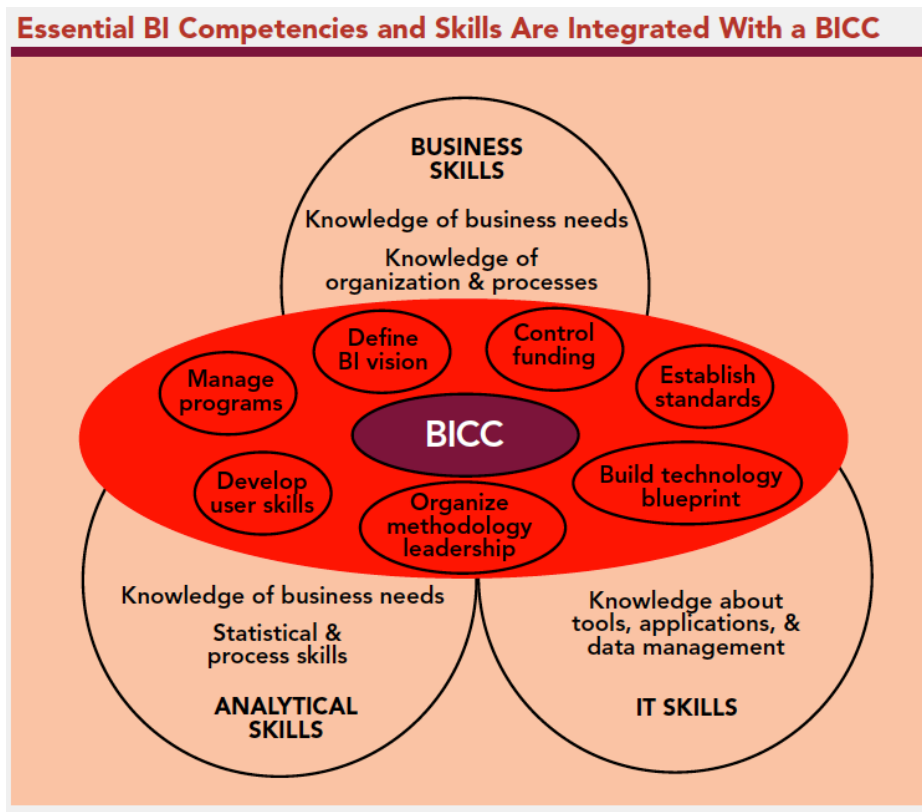 Essential BI Competencies and Skills Are Integrated With a BICC
BUSINESS
SKILLS
Knowledge of business needs
Knowledge of
organization & processes
Define
BI vision
Control
funding
Manage
programs
Establish
standards
BICC
Develop
user skills
Organize
methodology
leadership
Build technology
blueprint
Knowledge of business needs
Statistical &
process skills
ANALYTICAL
SKILLS
Knowledge about
tools, applications, &
data management
IT SKILLS